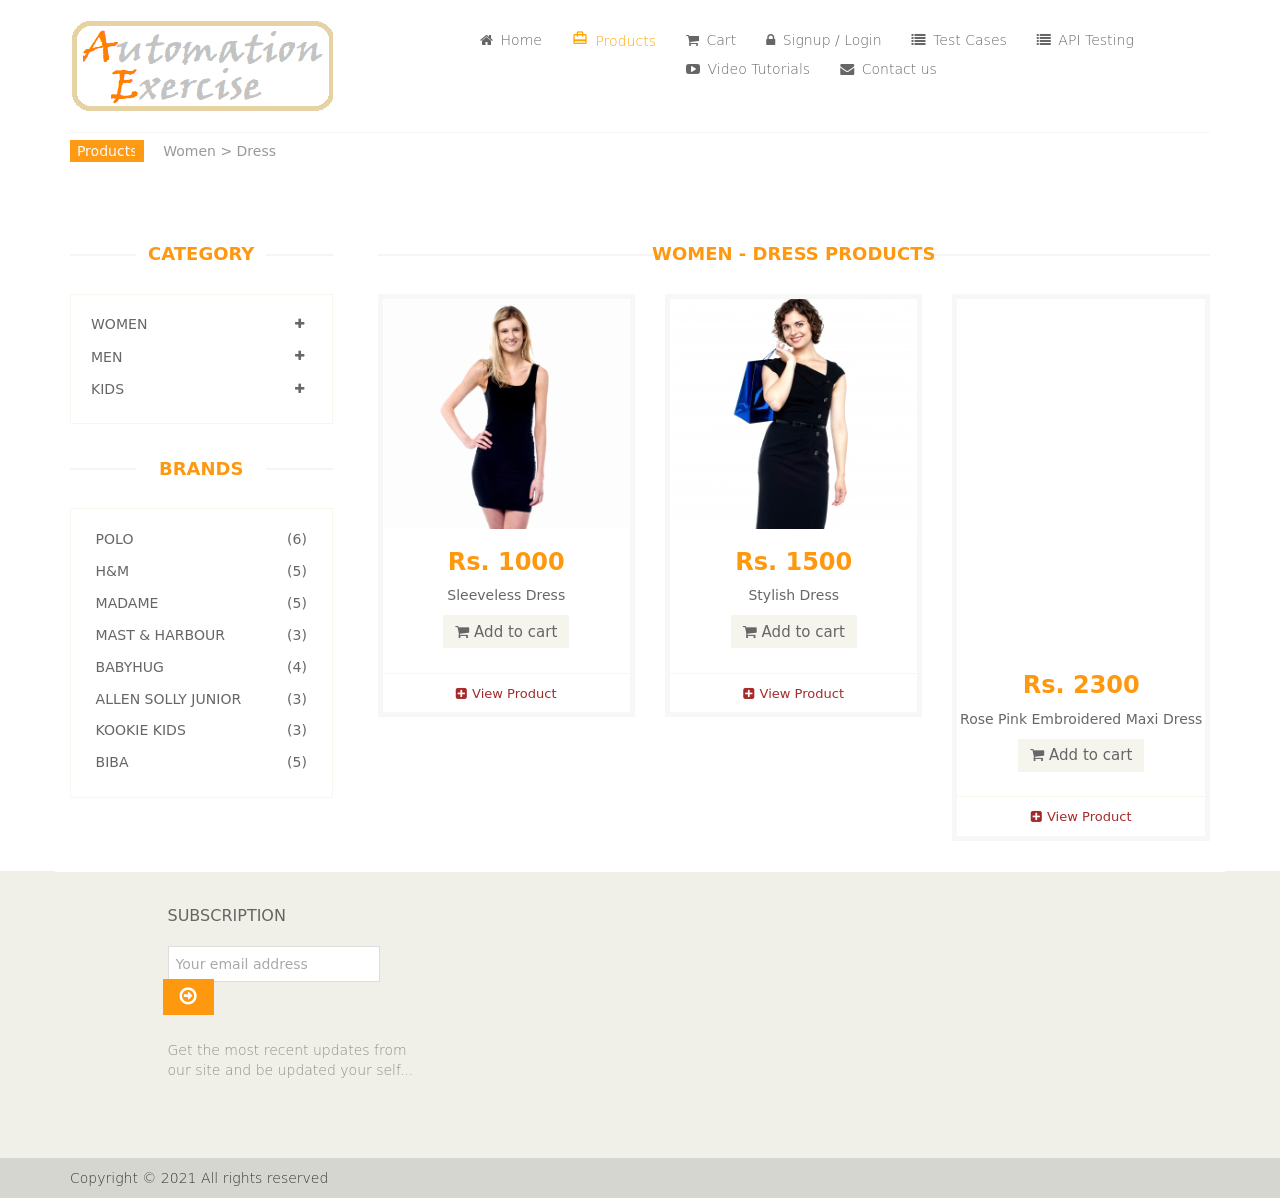 Automation
Exercise
Home
Products
Cart
Signup / Login
Test Cases
API Testing
Video Tutorials
Contact us
Products
Women > Dress
CATEGORY
WOMEN
MEN
KIDS
BRANDS
POLO (6)
H&M (5)
MADAME (5)
MAST & HARBOUR (3)
BABYHUG (4)
ALLEN SOLLY JUNIOR (3)
KOOKIE KIDS (3)
BIBA (5)
WOMEN - DRESS PRODUCTS
Rs. 1000
Sleeveless Dress
Add to cart
View Product
Rs. 1500
Stylish Dress
Add to cart
View Product
Rs. 2300
Rose Pink Embroidered Maxi Dress
Add to cart
View Product
SUBSCRIPTION
Your email address
Get the most recent updates from
our site and be updated your self...
Copyright © 2021 All rights reserved